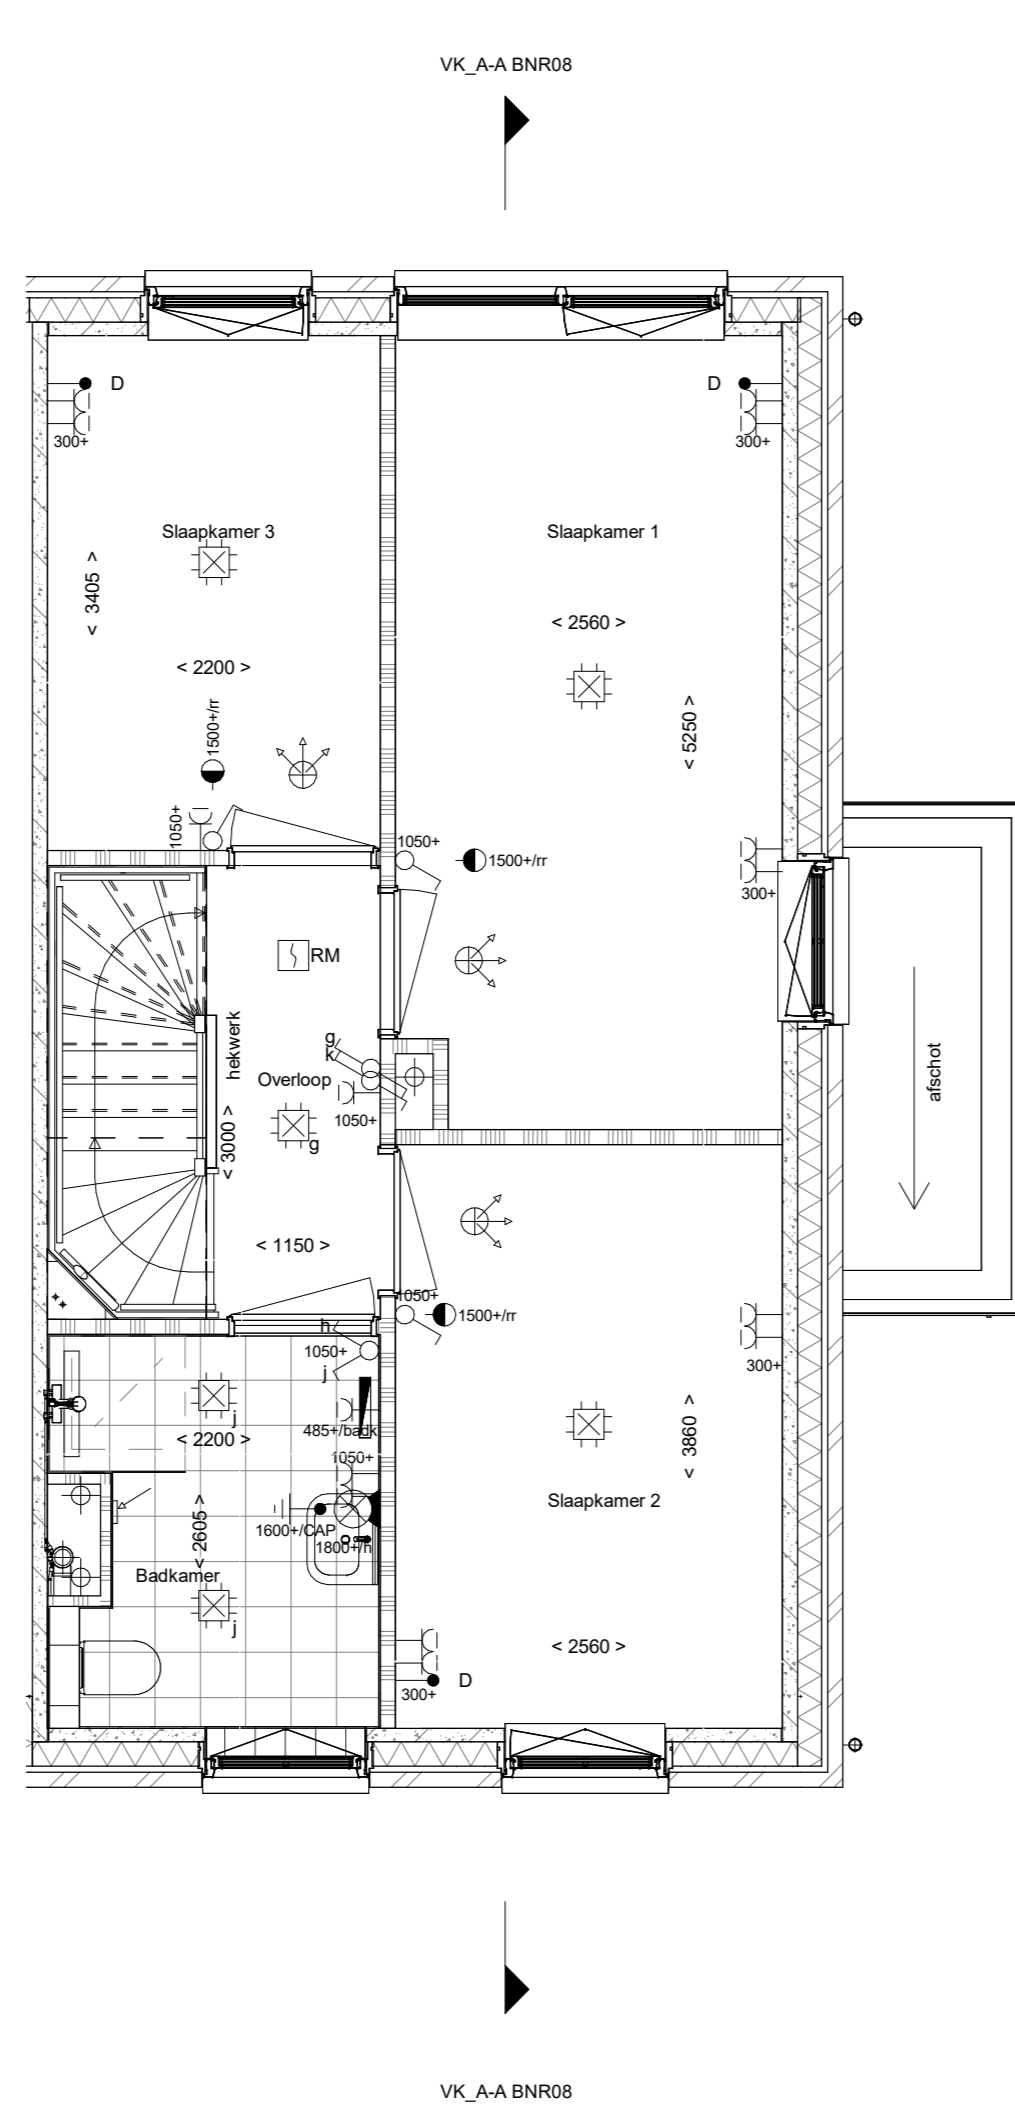 VK_A-A BNR08
D
D
300+
300+
Slaapkamer 3
Slaapkamer 1
< 3405 >
< 2560 >
< 2200 >
< 5250 >
1500+/rr
1050+
1050+
1500+/rr
300+
RM
hekwerk
g
k
Overloop
1050+
g
< 3000 >
afschot
< 1150 >
1050+
1500+/rr
h
1050+
j
300+
j
485+/badk
< 2200 >
1050+
< 3860 >
Slaapkamer 2
< 2605 >
1600+/CAP
1800+/h
Badkamer
j
< 2560 >
D
300+
VK_A-A BNR08